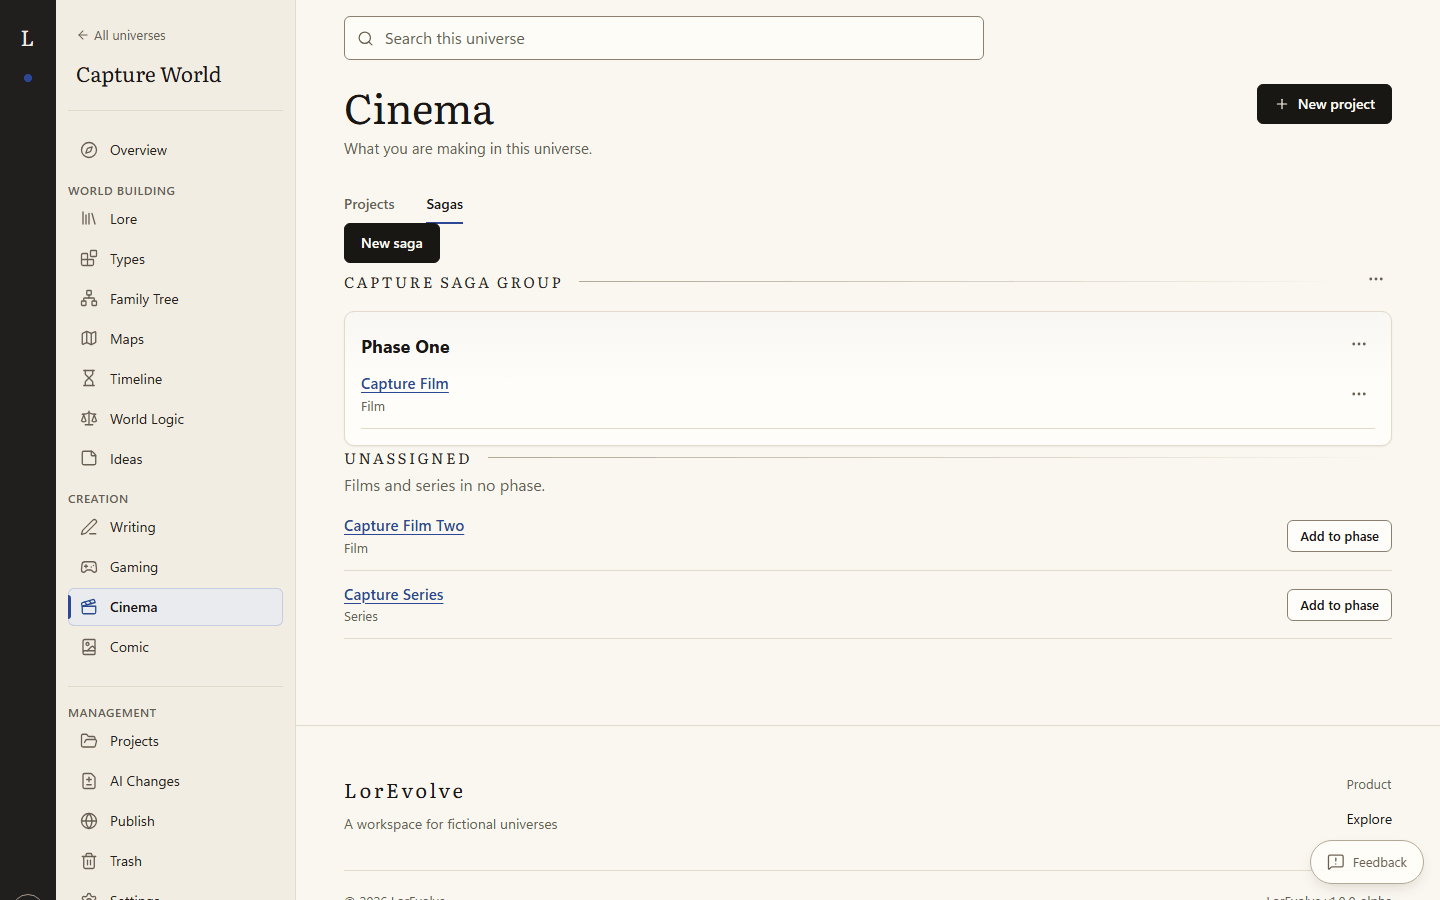 L
All universes
Capture World
Overview
WORLD BUILDING
Lore
Types
Family Tree
Maps
Timeline
World Logic
Ideas
CREATION
Writing
Gaming
Cinema
Comic
MANAGEMENT
Projects
AI Changes
Publish
Trash
Settings
Search this universe
Cinema
New project
What you are making in this universe.
Projects Sagas
New saga
CAPTURE SAGA GROUP
Phase One
Capture Film
Film
UNASSIGNED
Films and series in no phase.
Capture Film Two
Film
Add to phase
Capture Series
Series
Add to phase
LorEvolve
A workspace for fictional universes
Product
Explore
Feedback
© 2026 LorEvolve